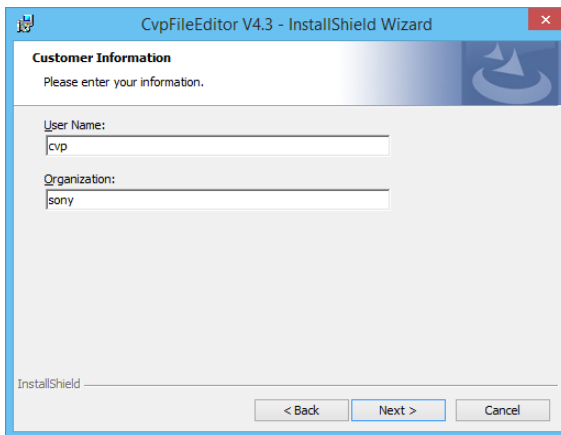 CvpFileEditor V4.3 - InstallShield Wizard
Customer Information
Please enter your information.
User Name:
cvp
Organization:
sony
InstallShield
< Back Next > Cancel